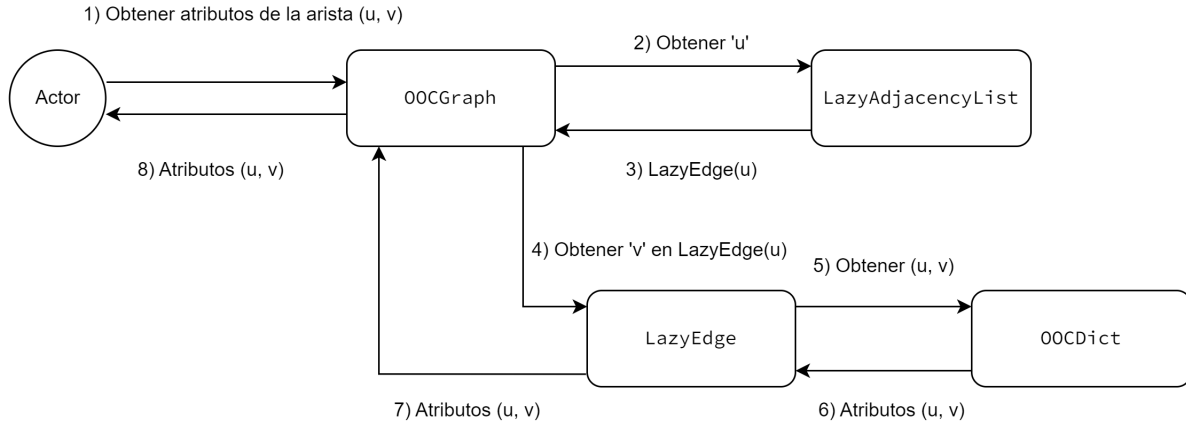 1) Obtener atributos de la arista (u, v)
2) Obtener 'u'
Actor
OOCGraph
LazyAdjacencyList
8) Atributos (u, v)
3) LazyEdge(u)
4) Obtener 'v' en LazyEdge(u)
5) Obtener (u, v)
LazyEdge
OOCDict
7) Atributos (u, v)
6) Atributos (u, v)